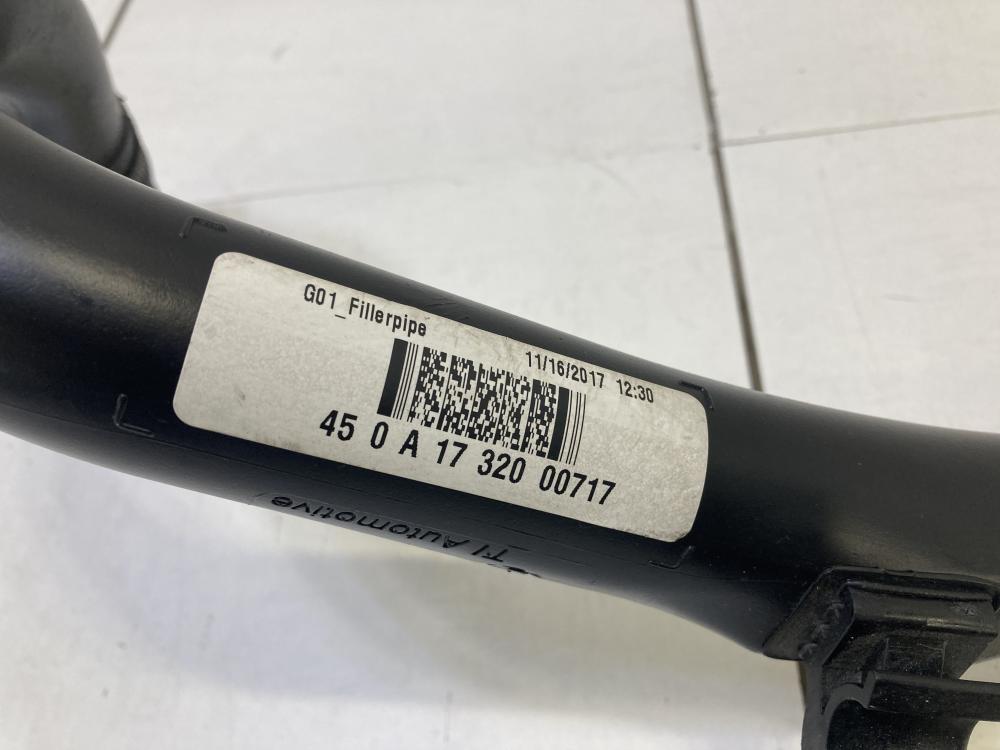 G01_Fillerpipe
11/16/2017 12:30
45 0 A 17 320 00717
TI Automotive